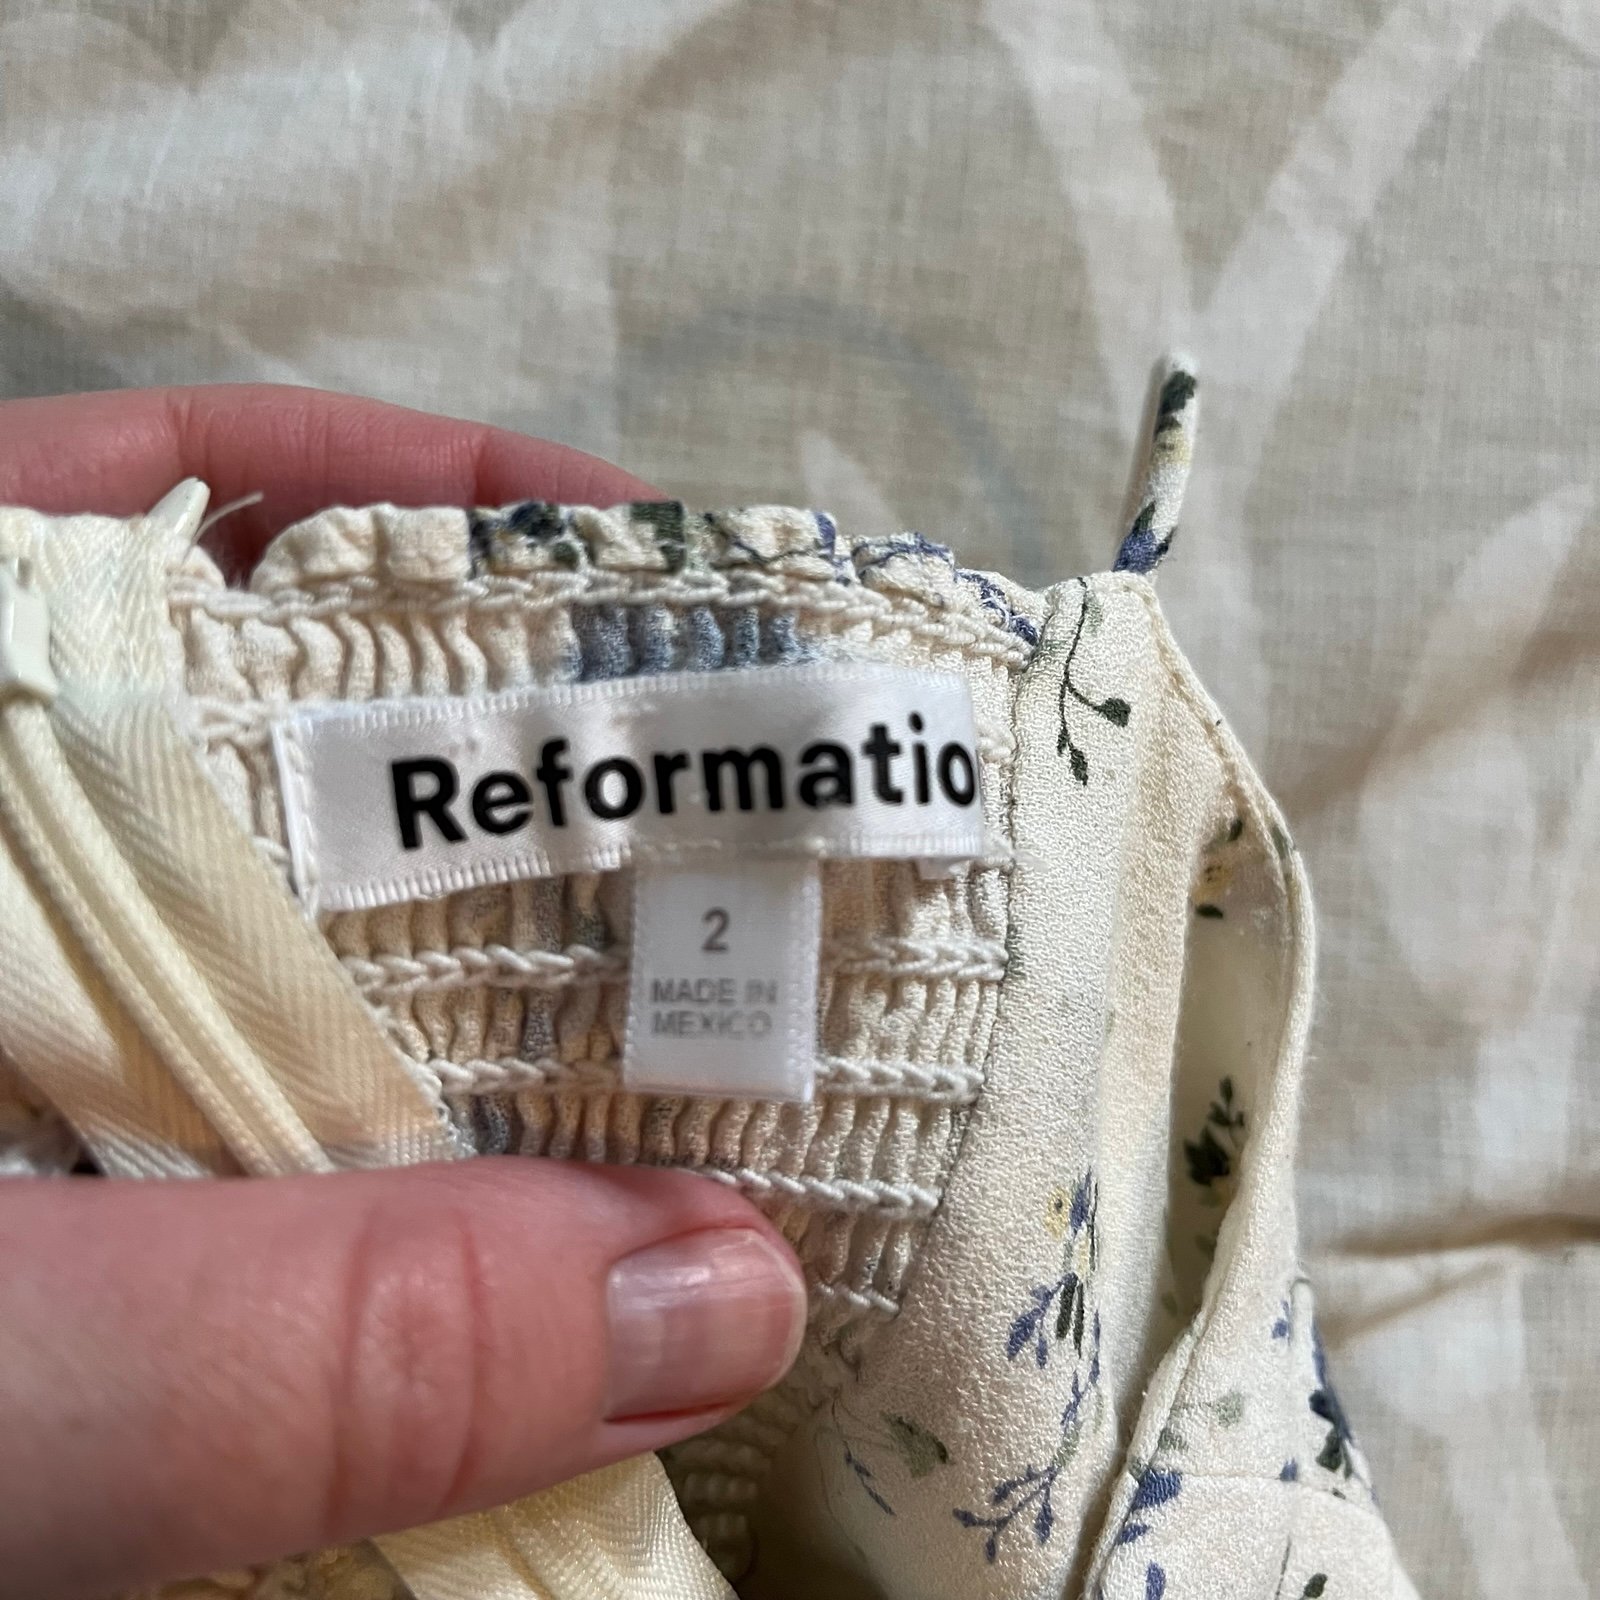 Reformatio
2
MADE IN
MEXICO